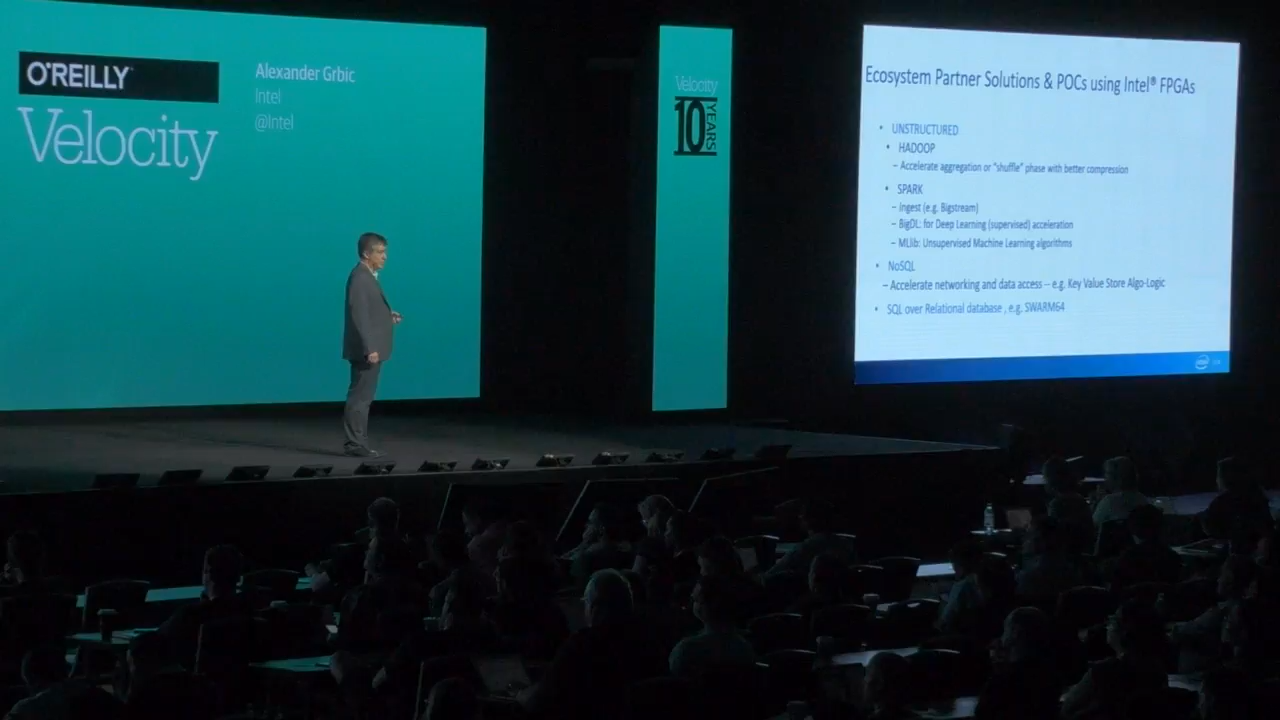 O'REILLY
Velocity
Alexander Grbic
Intel
@Intel
Velocity
10 YEARS
Ecosystem Partner Solutions & POCs using Intel® FPGAs
• UNSTRUCTURED
• HADOOP
– Accelerate aggregation or "shuffle" phase with better compression
• SPARK
– Ingest (e.g. Bigstream)
– BigDL: for Deep Learning (supervised) acceleration
– MLlib: Unsupervised Machine Learning algorithms
• NoSQL
– Accelerate networking and data access -- e.g. Key Value Store Algo-Logic
• SQL over Relational database , e.g. SWARM64
intel